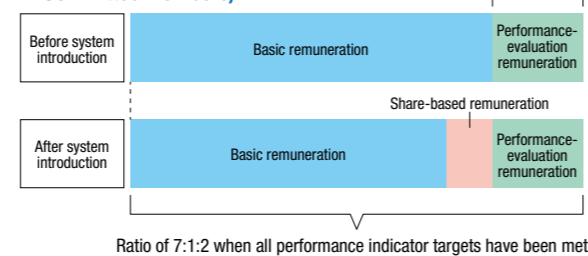 Before system
introduction
Basic remuneration
Performance-
evaluation
remuneration
Share-based remuneration
After system
introduction
Basic remuneration
Performance-
evaluation
remuneration
Ratio of 7:1:2 when all performance indicator targets have been met